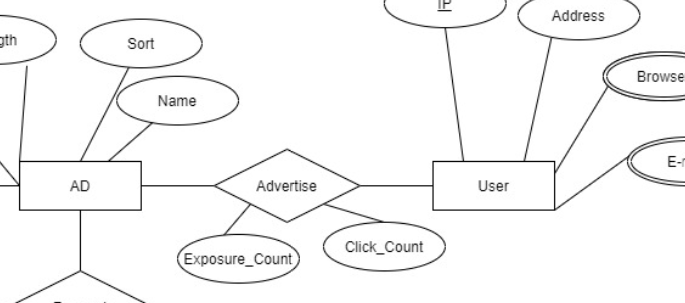 IP
Address
Sort
Name
AD
Advertise
User
Exposure_Count
Click_Count